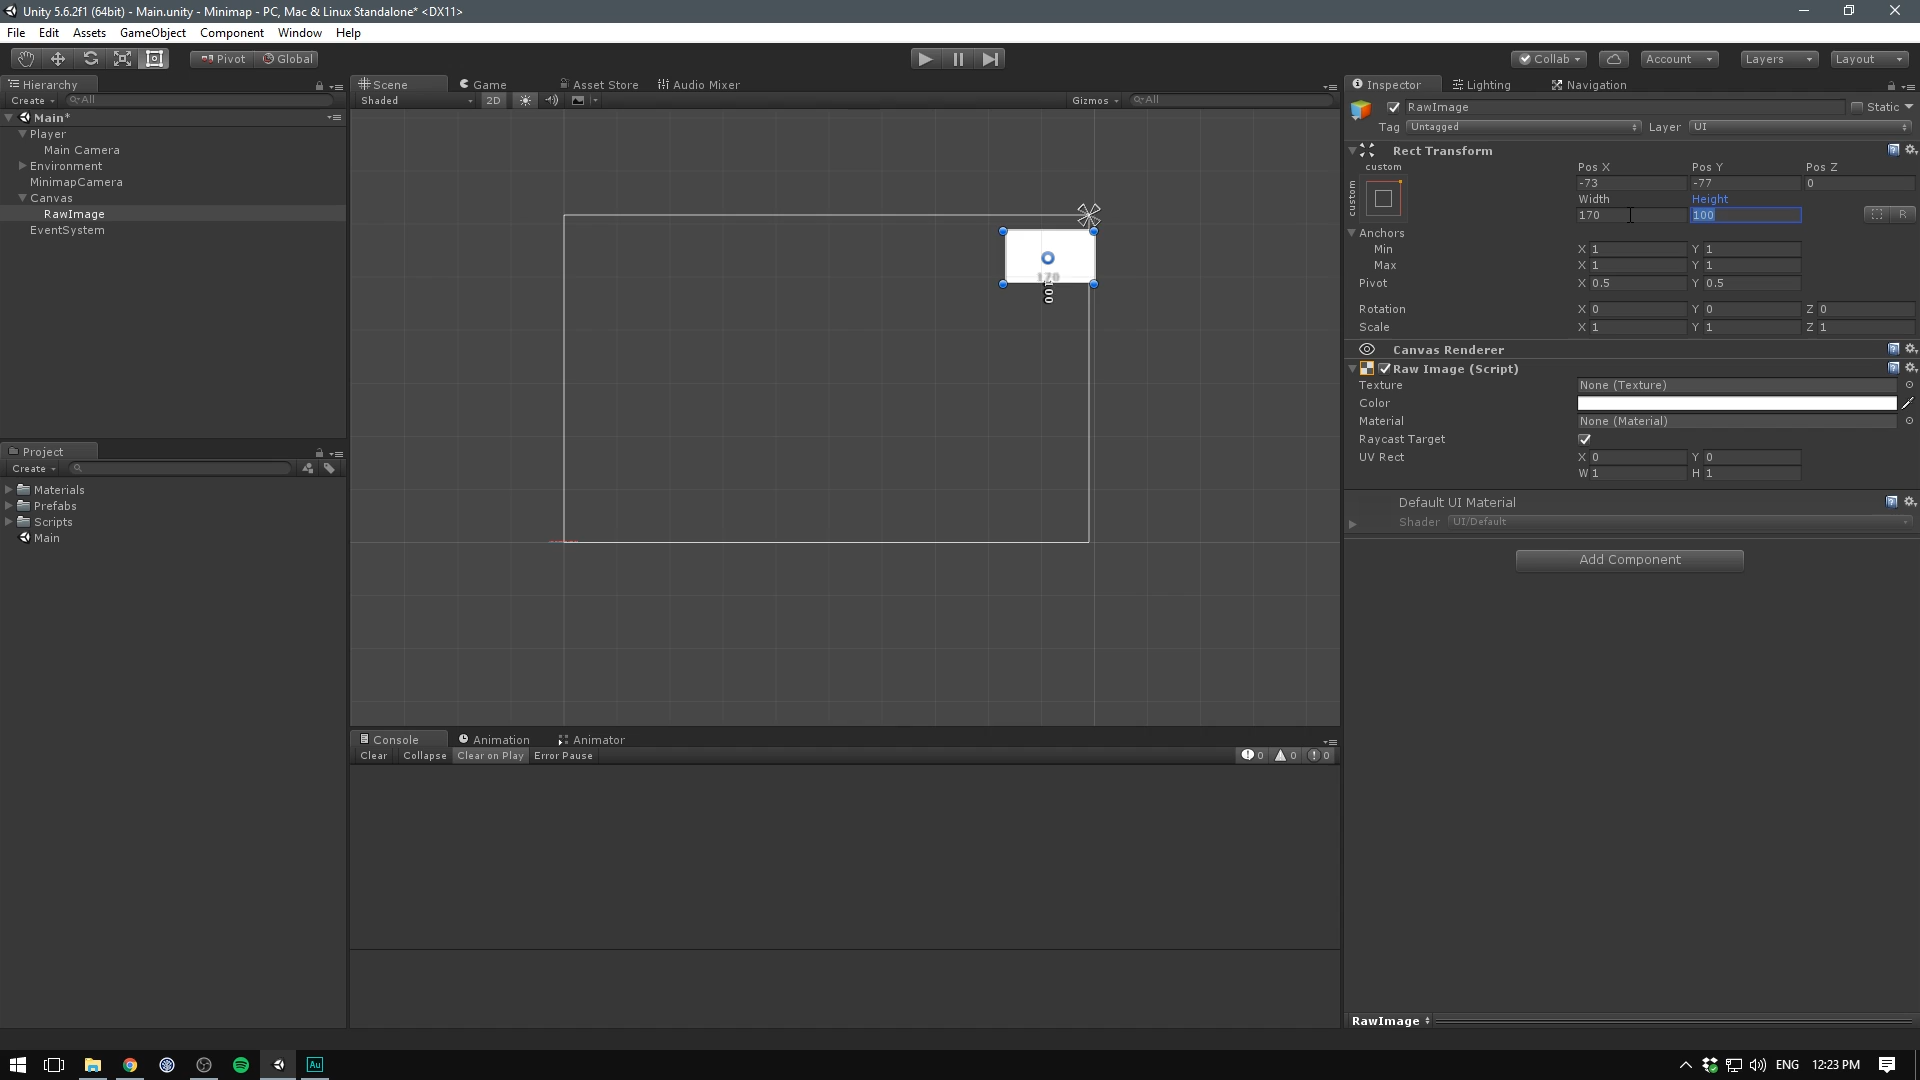 Unity 5.6.2f1 (64bit) - Main.unity - Minimap - PC, Mac & Linux Standalone* <DX11>
File Edit Assets GameObject Component Window Help
Pivot Global Collab Account Layers Layout
Hierarchy
Create All
Main*
Player
Main Camera
Environment
MinimapCamera
Canvas
RawImage
EventSystem
Project
Create
Materials
Prefabs
Scripts
Main
Scene Game Asset Store Audio Mixer
Shaded 2D Gizmos All
170
100
Console Animation Animator
Clear Collapse Clear on Play Error Pause 0 0 0
Inspector Lighting Navigation
RawImage Static
Tag Untagged Layer UI
Rect Transform
custom Pos X Pos Y Pos Z
custom
-73 -77 0
Width Height
170 100 R
Anchors
Min X 1 Y 1
Max X 1 Y 1
Pivot X 0.5 Y 0.5
Rotation X 0 Y 0 Z 0
Scale X 1 Y 1 Z 1
Canvas Renderer
Raw Image (Script)
Texture None (Texture)
Color
Material None (Material)
Raycast Target
UV Rect X 0 Y 0
W 1 H 1
Default UI Material
Shader UI/Default
Add Component
RawImage
Au ENG 12:23 PM